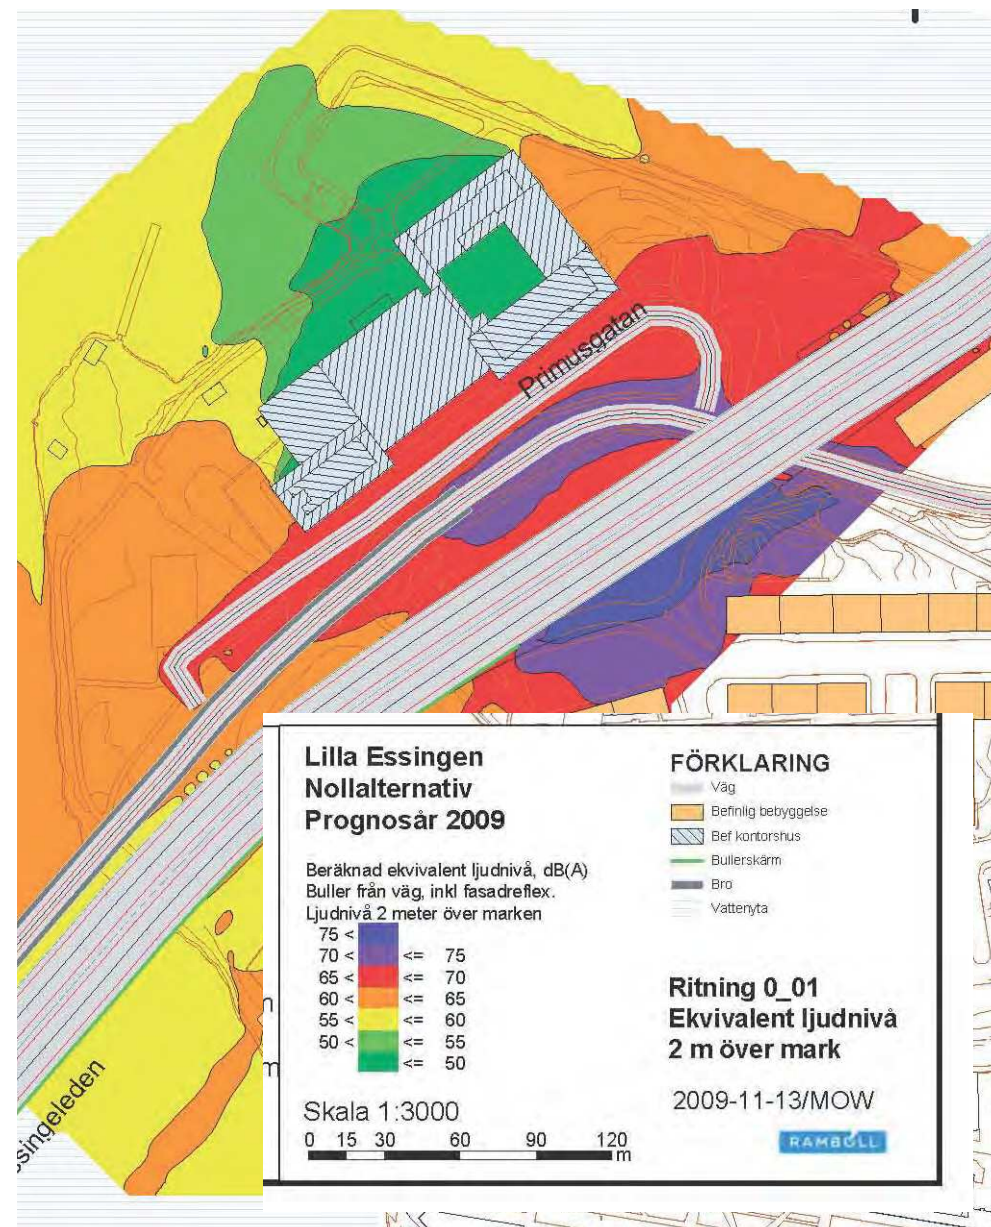 Primusgatan
Lilla Essingen
Nollalternativ
Prognosår 2009
Beräknad ekvivalent ljudnivå, dB(A)
Buller från väg, inkl fasadreflex.
Ljudnivå 2 meter över marken
75 <
70 < <= 75
65 < <= 70
60 < <= 65
55 < <= 60
50 < <= 55
<= 50
Skala 1:3000
0 15 30 60 90 120
m
FÖRKLARING
Väg
Befinlig bebyggelse
Bef kontorshus
Bullerskärm
Bro
Vattenyta
Ritning 0_01
Ekvivalent ljudnivå
2 m över mark
2009-11-13/MOW
RAMBOLL
ssingeleden